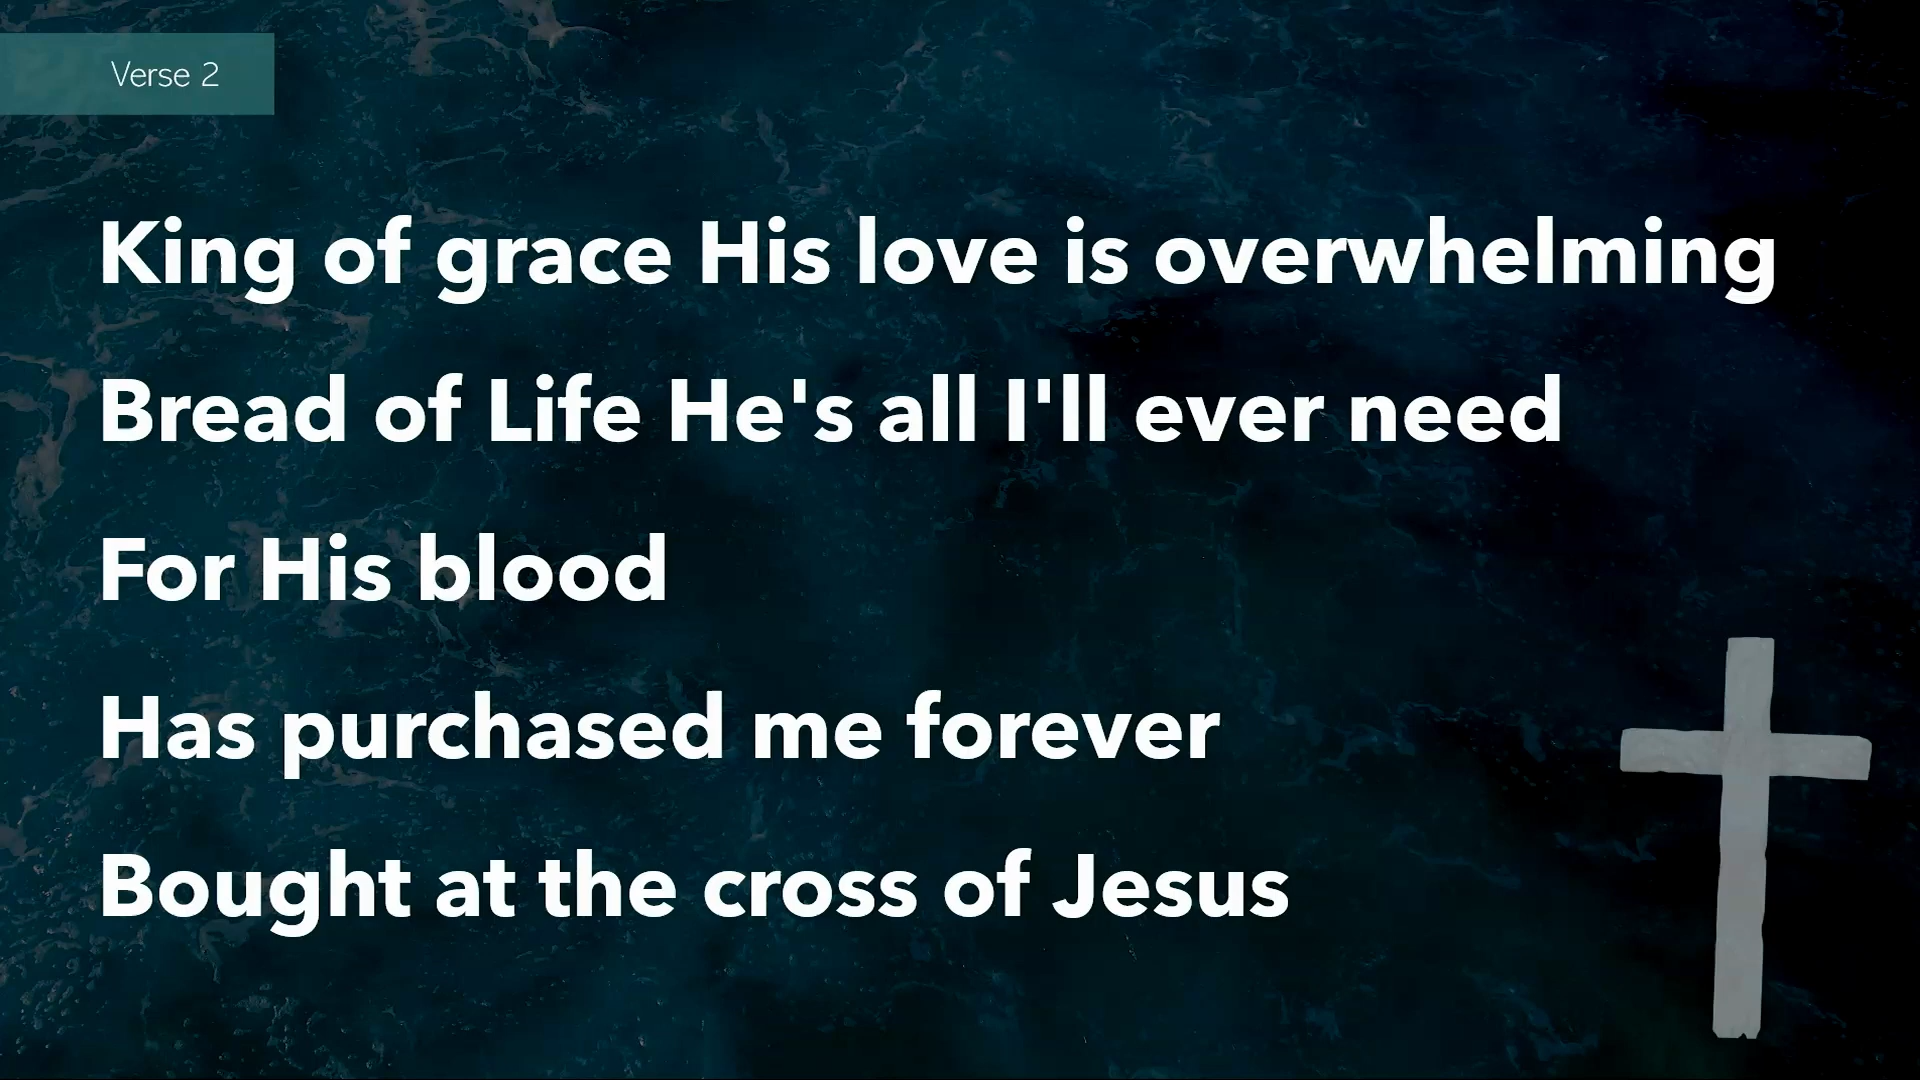 Verse 2
King of grace His love is overwhelming
Bread of Life He's all I'll ever need
For His blood
Has purchased me forever
Bought at the cross of Jesus